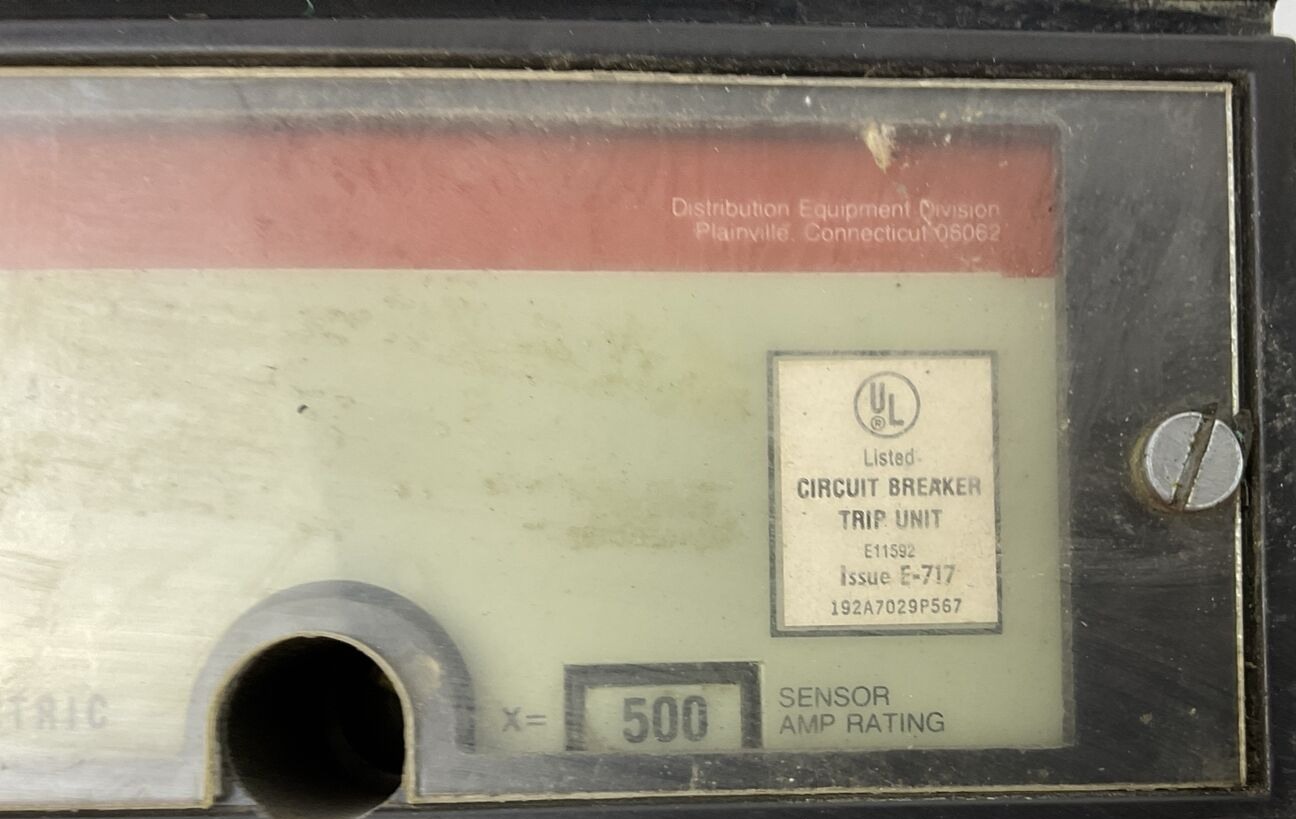 Distribution Equipment Division
Plainville, Connecticut 06062
UL
®
Listed
CIRCUIT BREAKER
TRIP UNIT
E11592
Issue E-717
192A7029P567
TRIC
X=
500
SENSOR
AMP RATING